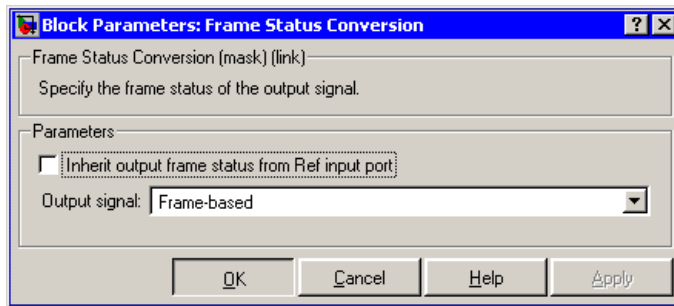 Block Parameters: Frame Status Conversion
Frame Status Conversion (mask) (link)
Specify the frame status of the output signal.
Parameters
Inherit output frame status from Ref input port
Output signal: Frame-based
OK Cancel Help Apply